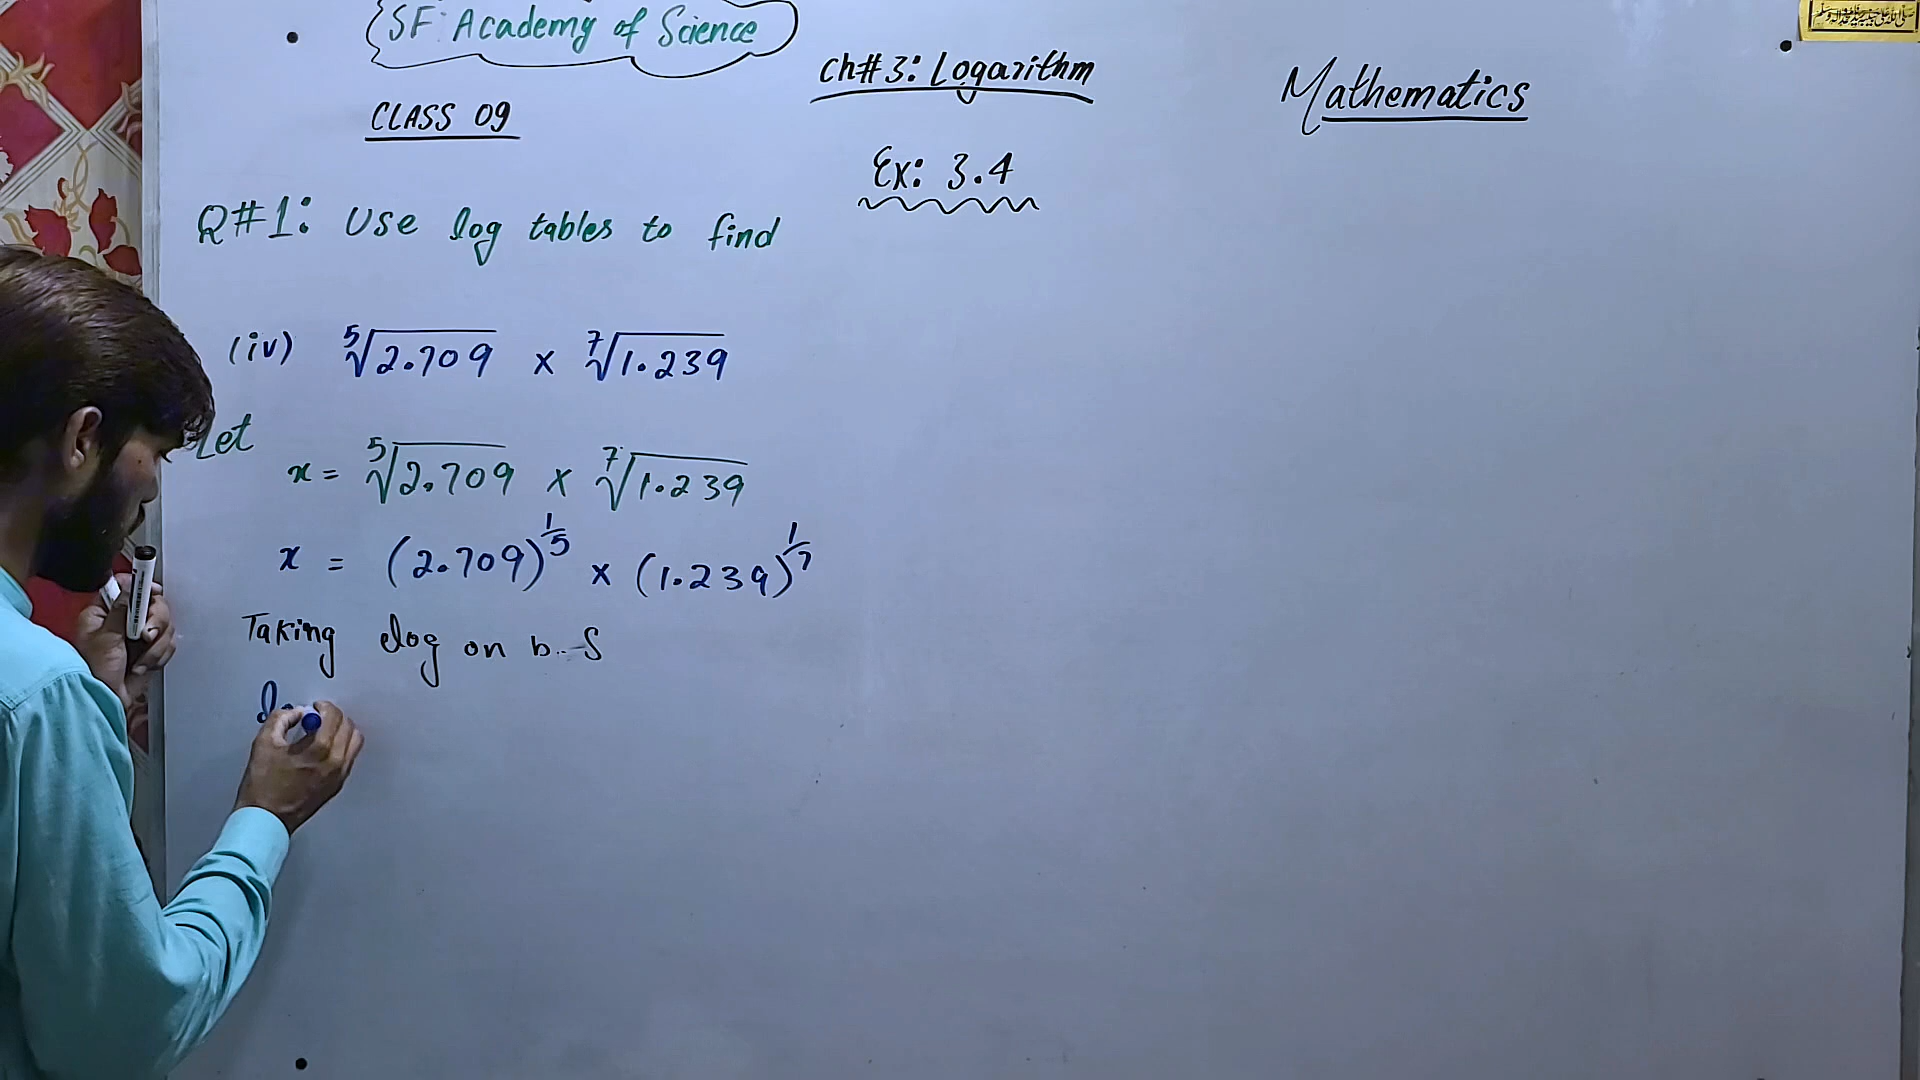 SF Academy of Science
ch#3: Logarithm
Mathematics
CLASS 09
Ex: 3.4
Q#1: Use log tables to find
(iv) ⁵√2.709 × ⁷√1.239
Let
x = ⁵√2.709 × ⁷√1.239
x = (2.709)^1/5 × (1.239)^1/7
Taking log on b..S